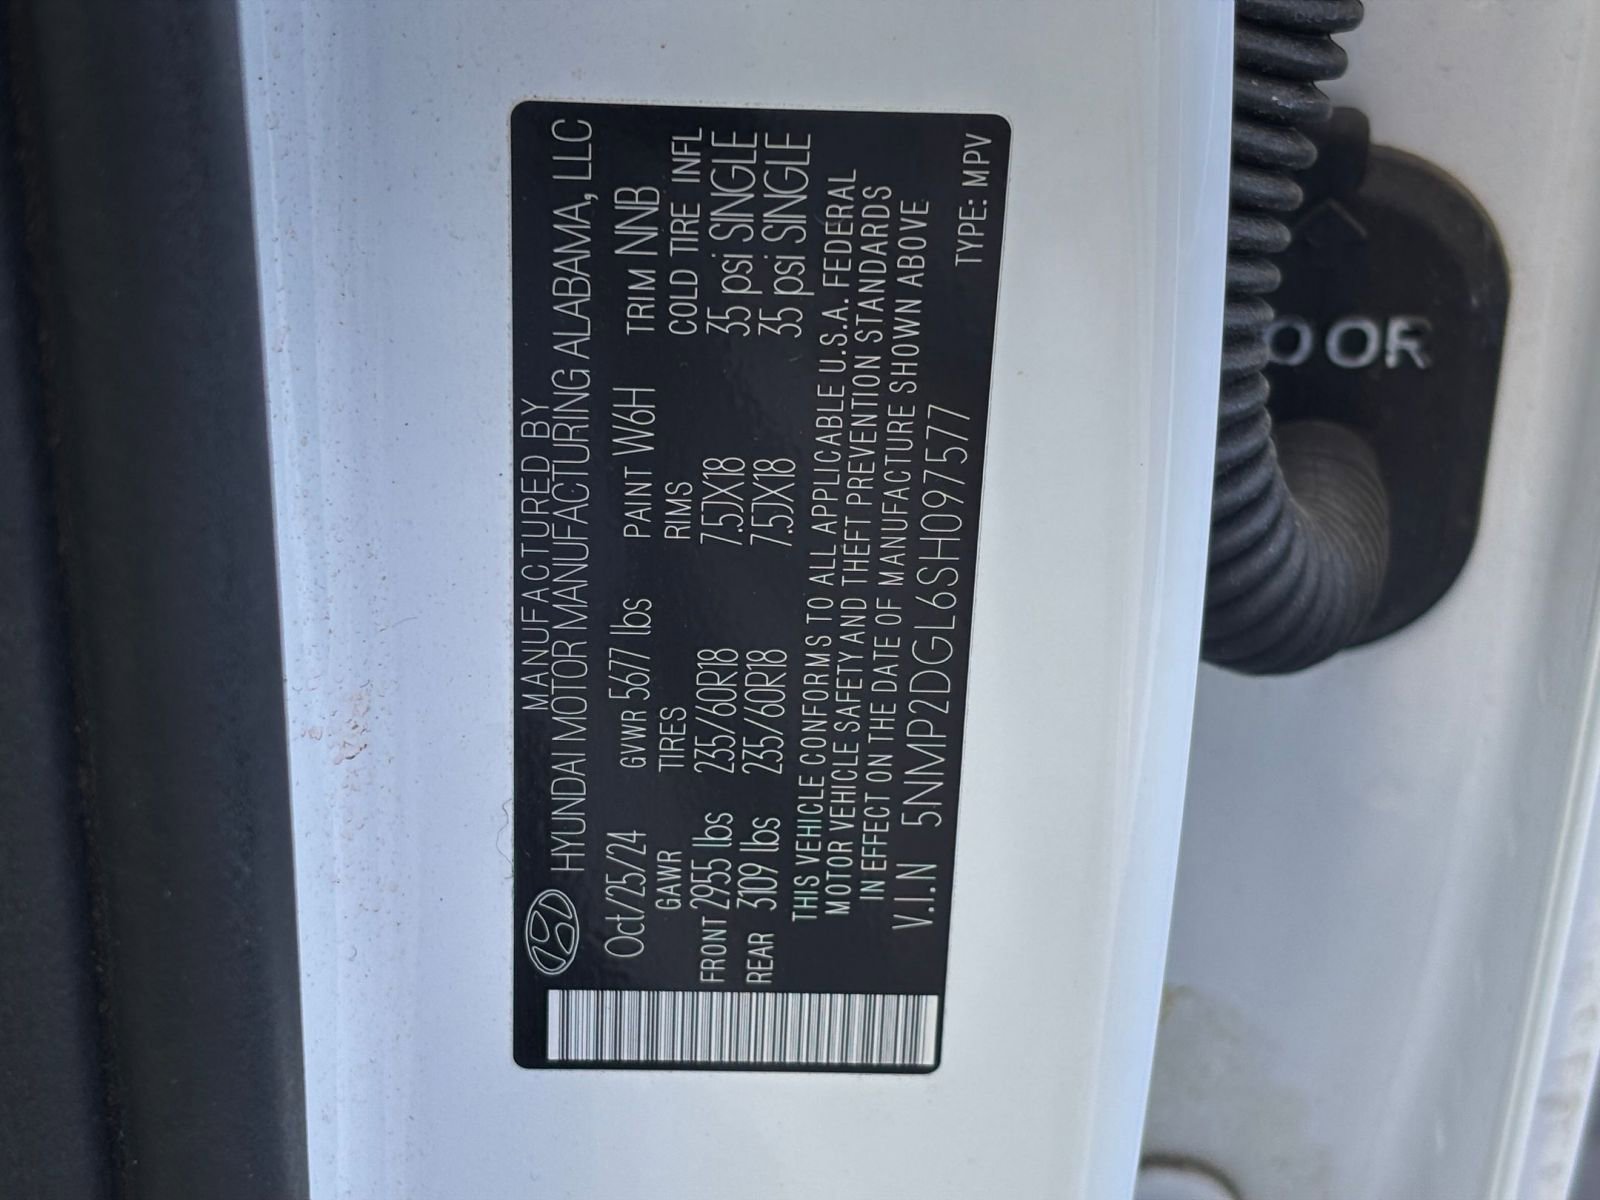 MANUFACTURED BY
HYUNDAI MOTOR MANUFACTURING ALABAMA, LLC
Oct/25/24 GVWR 5677 lbs PAINT W6H TRIM NNB
GAWR TIRES RIMS COLD TIRE INFL
FRONT 2955 lbs 235/60R18 7.5JX18 35 psi SINGLE
REAR 3109 lbs 235/60R18 7.5JX18 35 psi SINGLE
THIS VEHICLE CONFORMS TO ALL APPLICABLE U.S.A. FEDERAL
MOTOR VEHICLE SAFETY AND THEFT PREVENTION STANDARDS
IN EFFECT ON THE DATE OF MANUFACTURE SHOWN ABOVE
V.I.N 5NMP2DGL6SH097577
TYPE: MPV
OOR